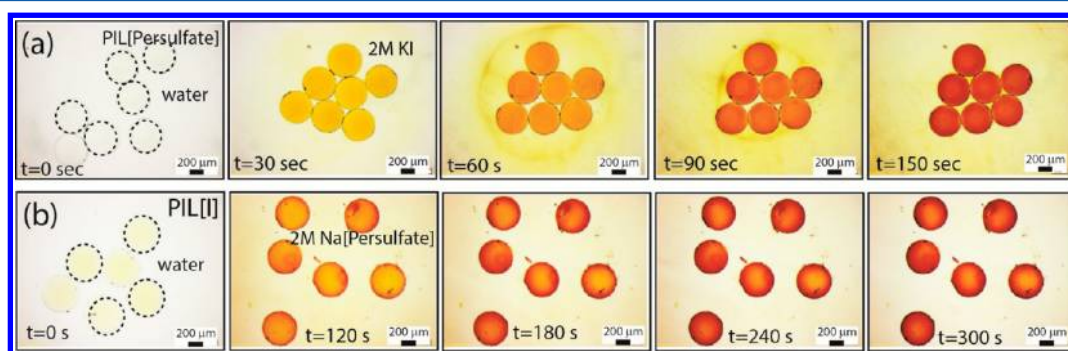 (a)
PIL[Persulfate]
water
t=0 sec
200 µm
2M KI
t=30 sec
200 µm
t=60 s
200 µm
t=90 sec
200 µm
t=150 sec
200 µm
(b)
PIL[I]
water
t=0 s
200 µm
2M Na[Persulfate]
t=120 s
200 µm
t=180 s
200 µm
t=240 s
200 µm
t=300 s
200 µm